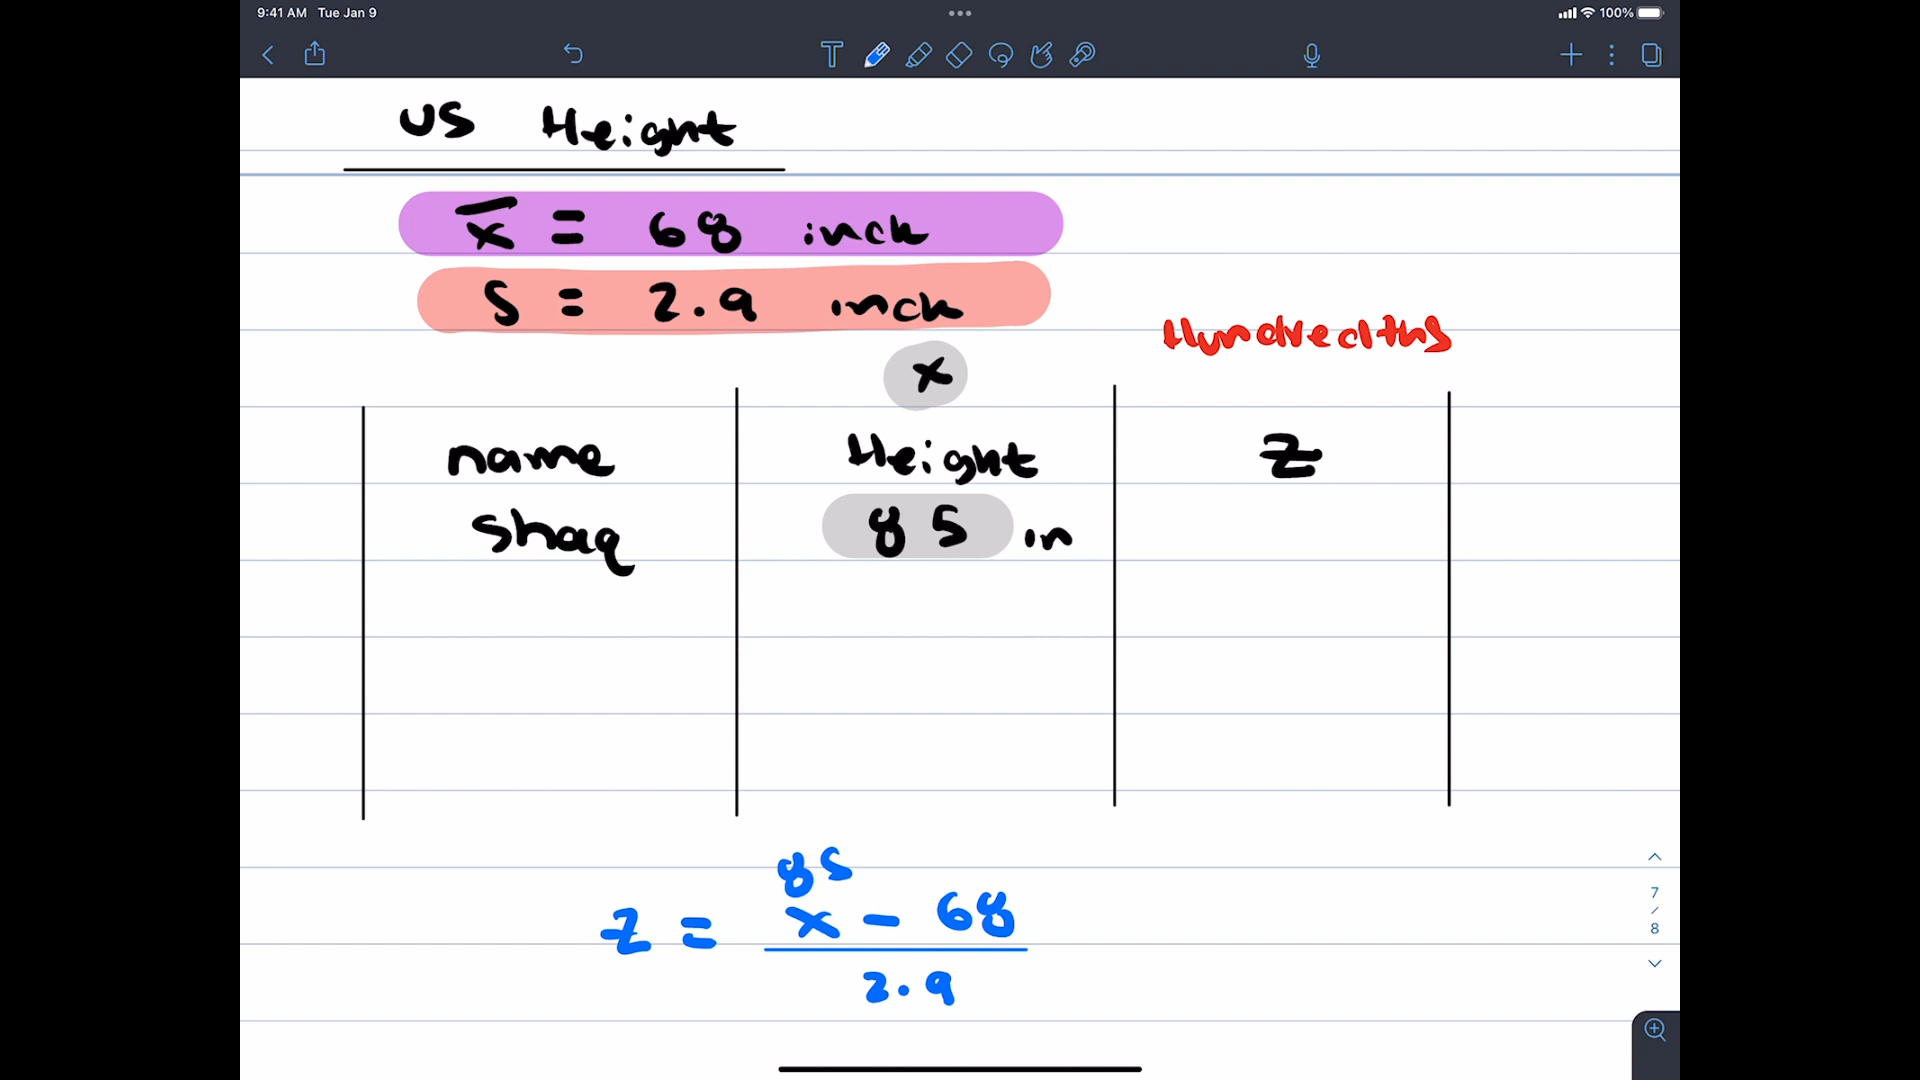 9:41 AM Tue Jan 9
100%
T
US Height
x̄ = 68 inch
S = 2.9 inch
Hundredths
x
name Height z
shaq 85 in
85
z = x - 68
2.9
7
/
8